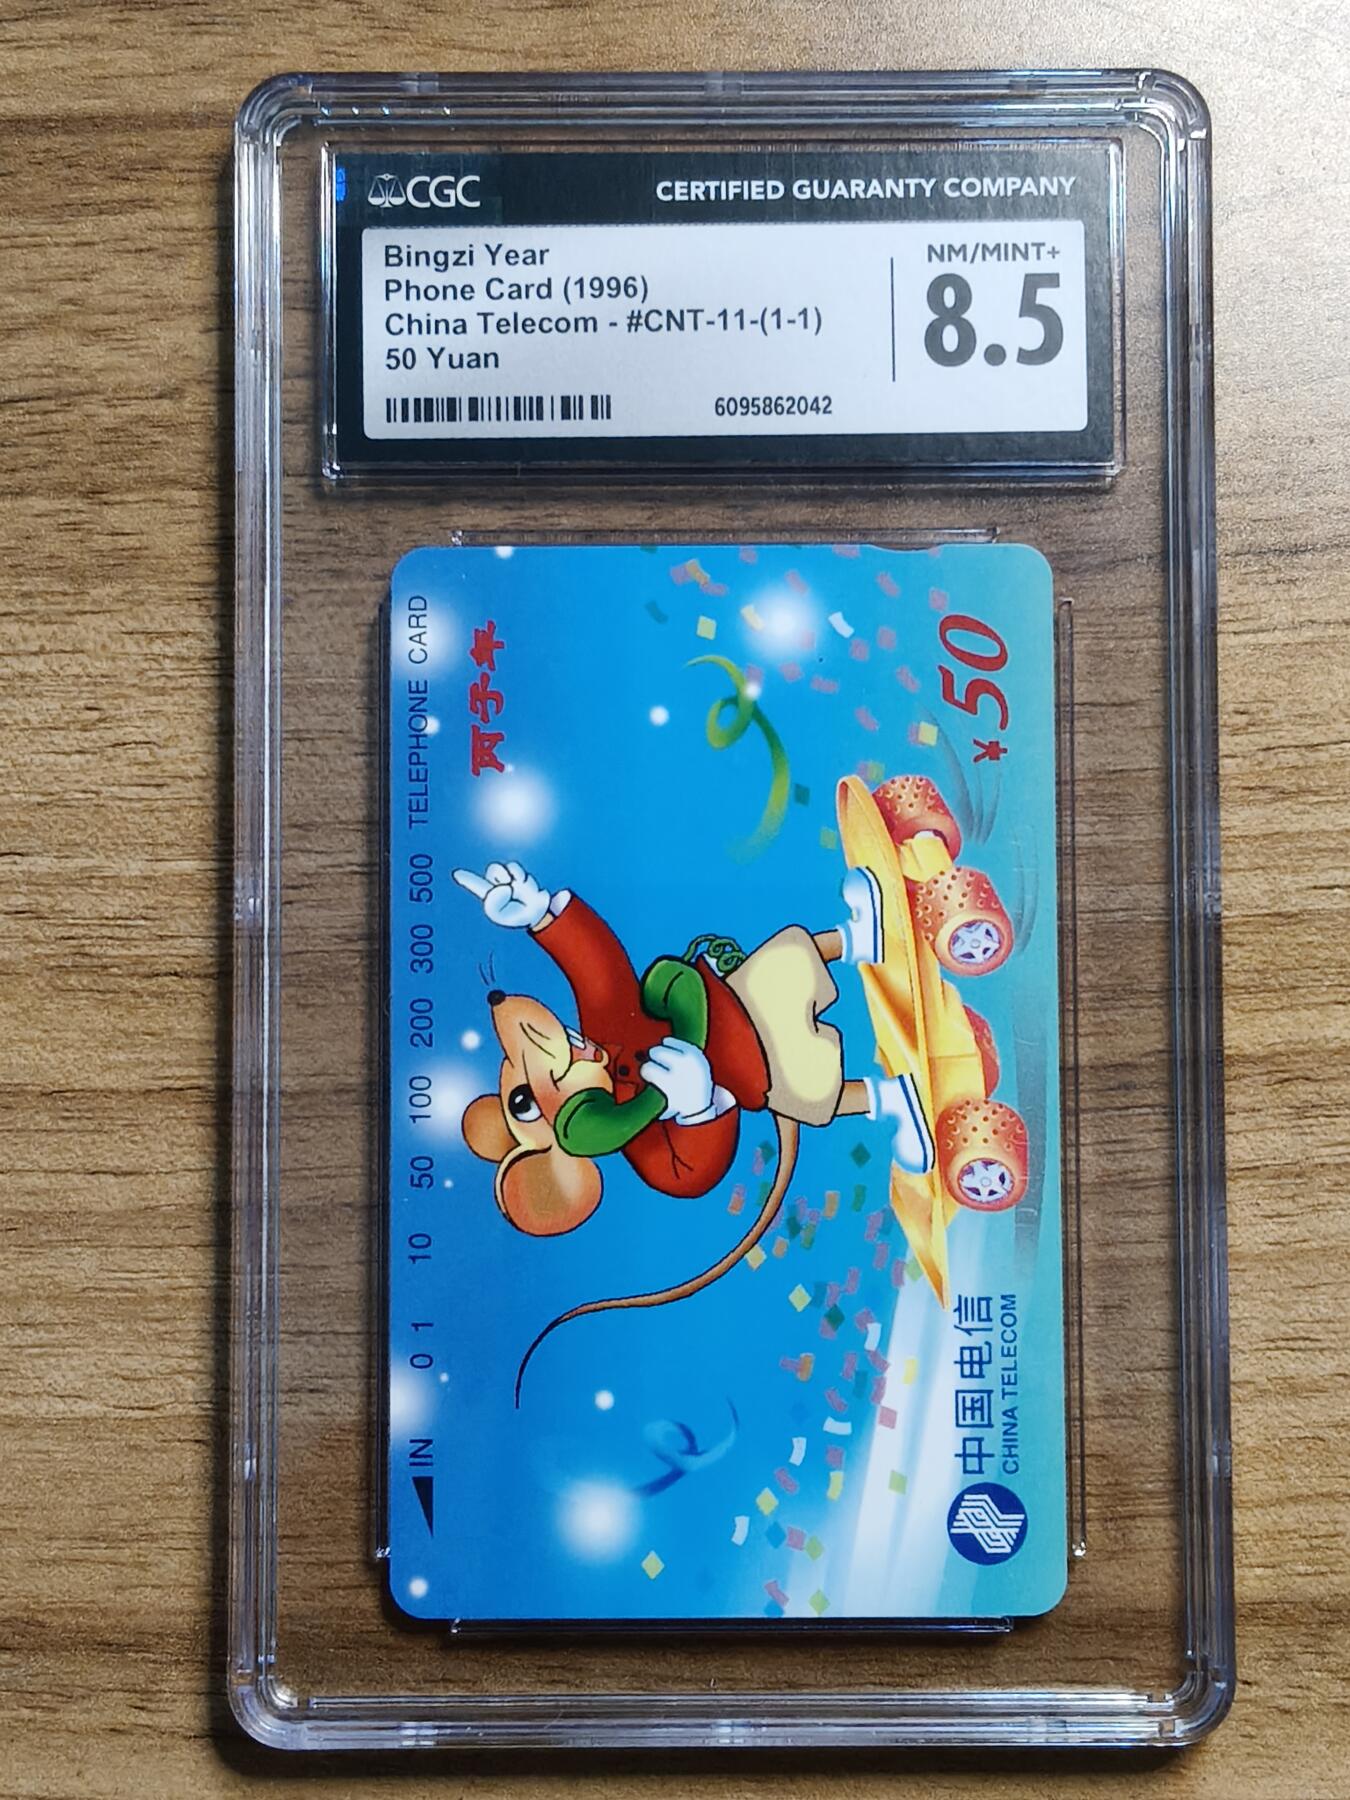 CGC
CERTIFIED GUARANTY COMPANY
Bingzi Year
Phone Card (1996)
China Telecom - #CNT-11-(1-1)
50 Yuan
NM/MINT+
8.5
6095862042
IN 0 1 10 50 100 200 300 500 TELEPHONE CARD
丙子年
¥50
中国电信
CHINA TELECOM